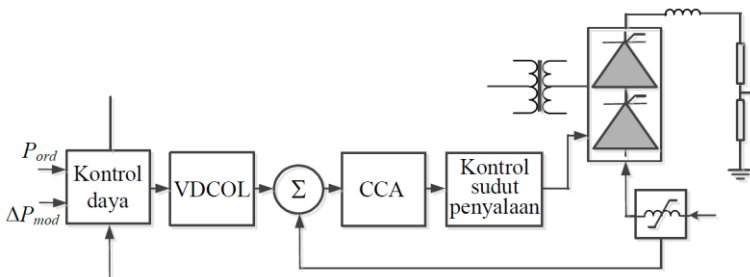 P_ord
ΔP_mod
Kontrol
daya
VDCOL
Σ
CCA
Kontrol
sudut
penyalaan